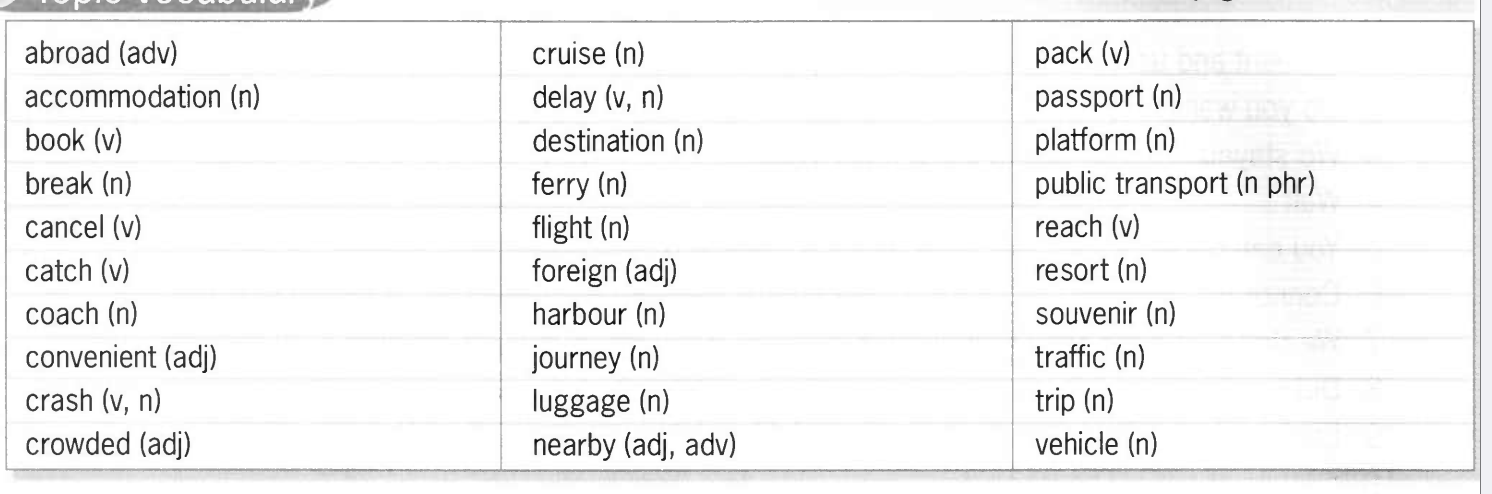 Topic Vocabulary
abroad (adv)
accommodation (n)
book (v)
break (n)
cancel (v)
catch (v)
coach (n)
convenient (adj)
crash (v, n)
crowded (adj)
cruise (n)
delay (v, n)
destination (n)
ferry (n)
flight (n)
foreign (adj)
harbour (n)
journey (n)
luggage (n)
nearby (adj, adv)
pack (v)
passport (n)
platform (n)
public transport (n phr)
reach (v)
resort (n)
souvenir (n)
traffic (n)
trip (n)
vehicle (n)